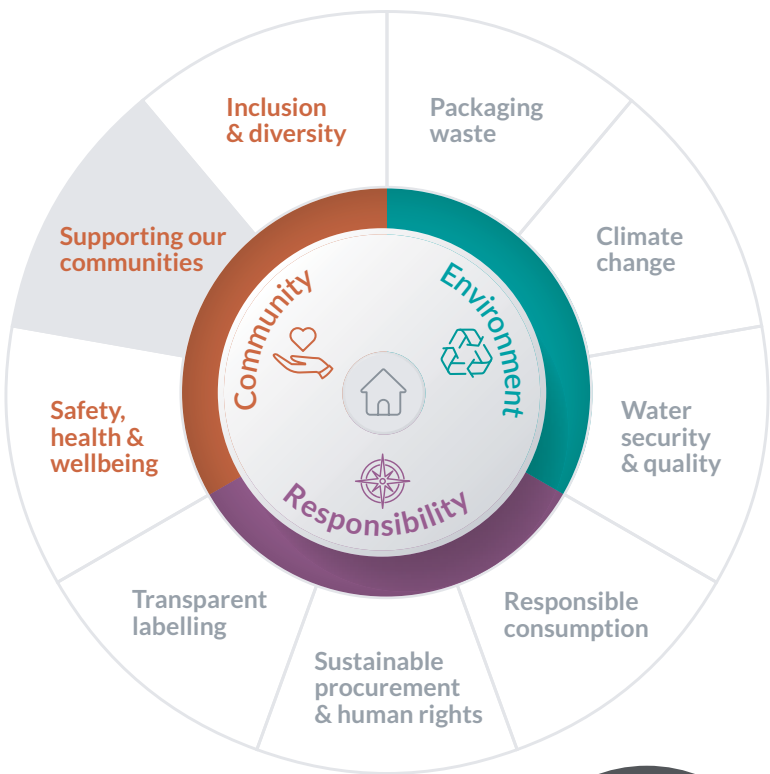 Inclusion
& diversity
Packaging
waste
Supporting our
communities
Climate
change
Community
Environment
Safety,
health &
wellbeing
Water
security
& quality
Responsibility
Transparent
labelling
Responsible
consumption
Sustainable
procurement
& human rights